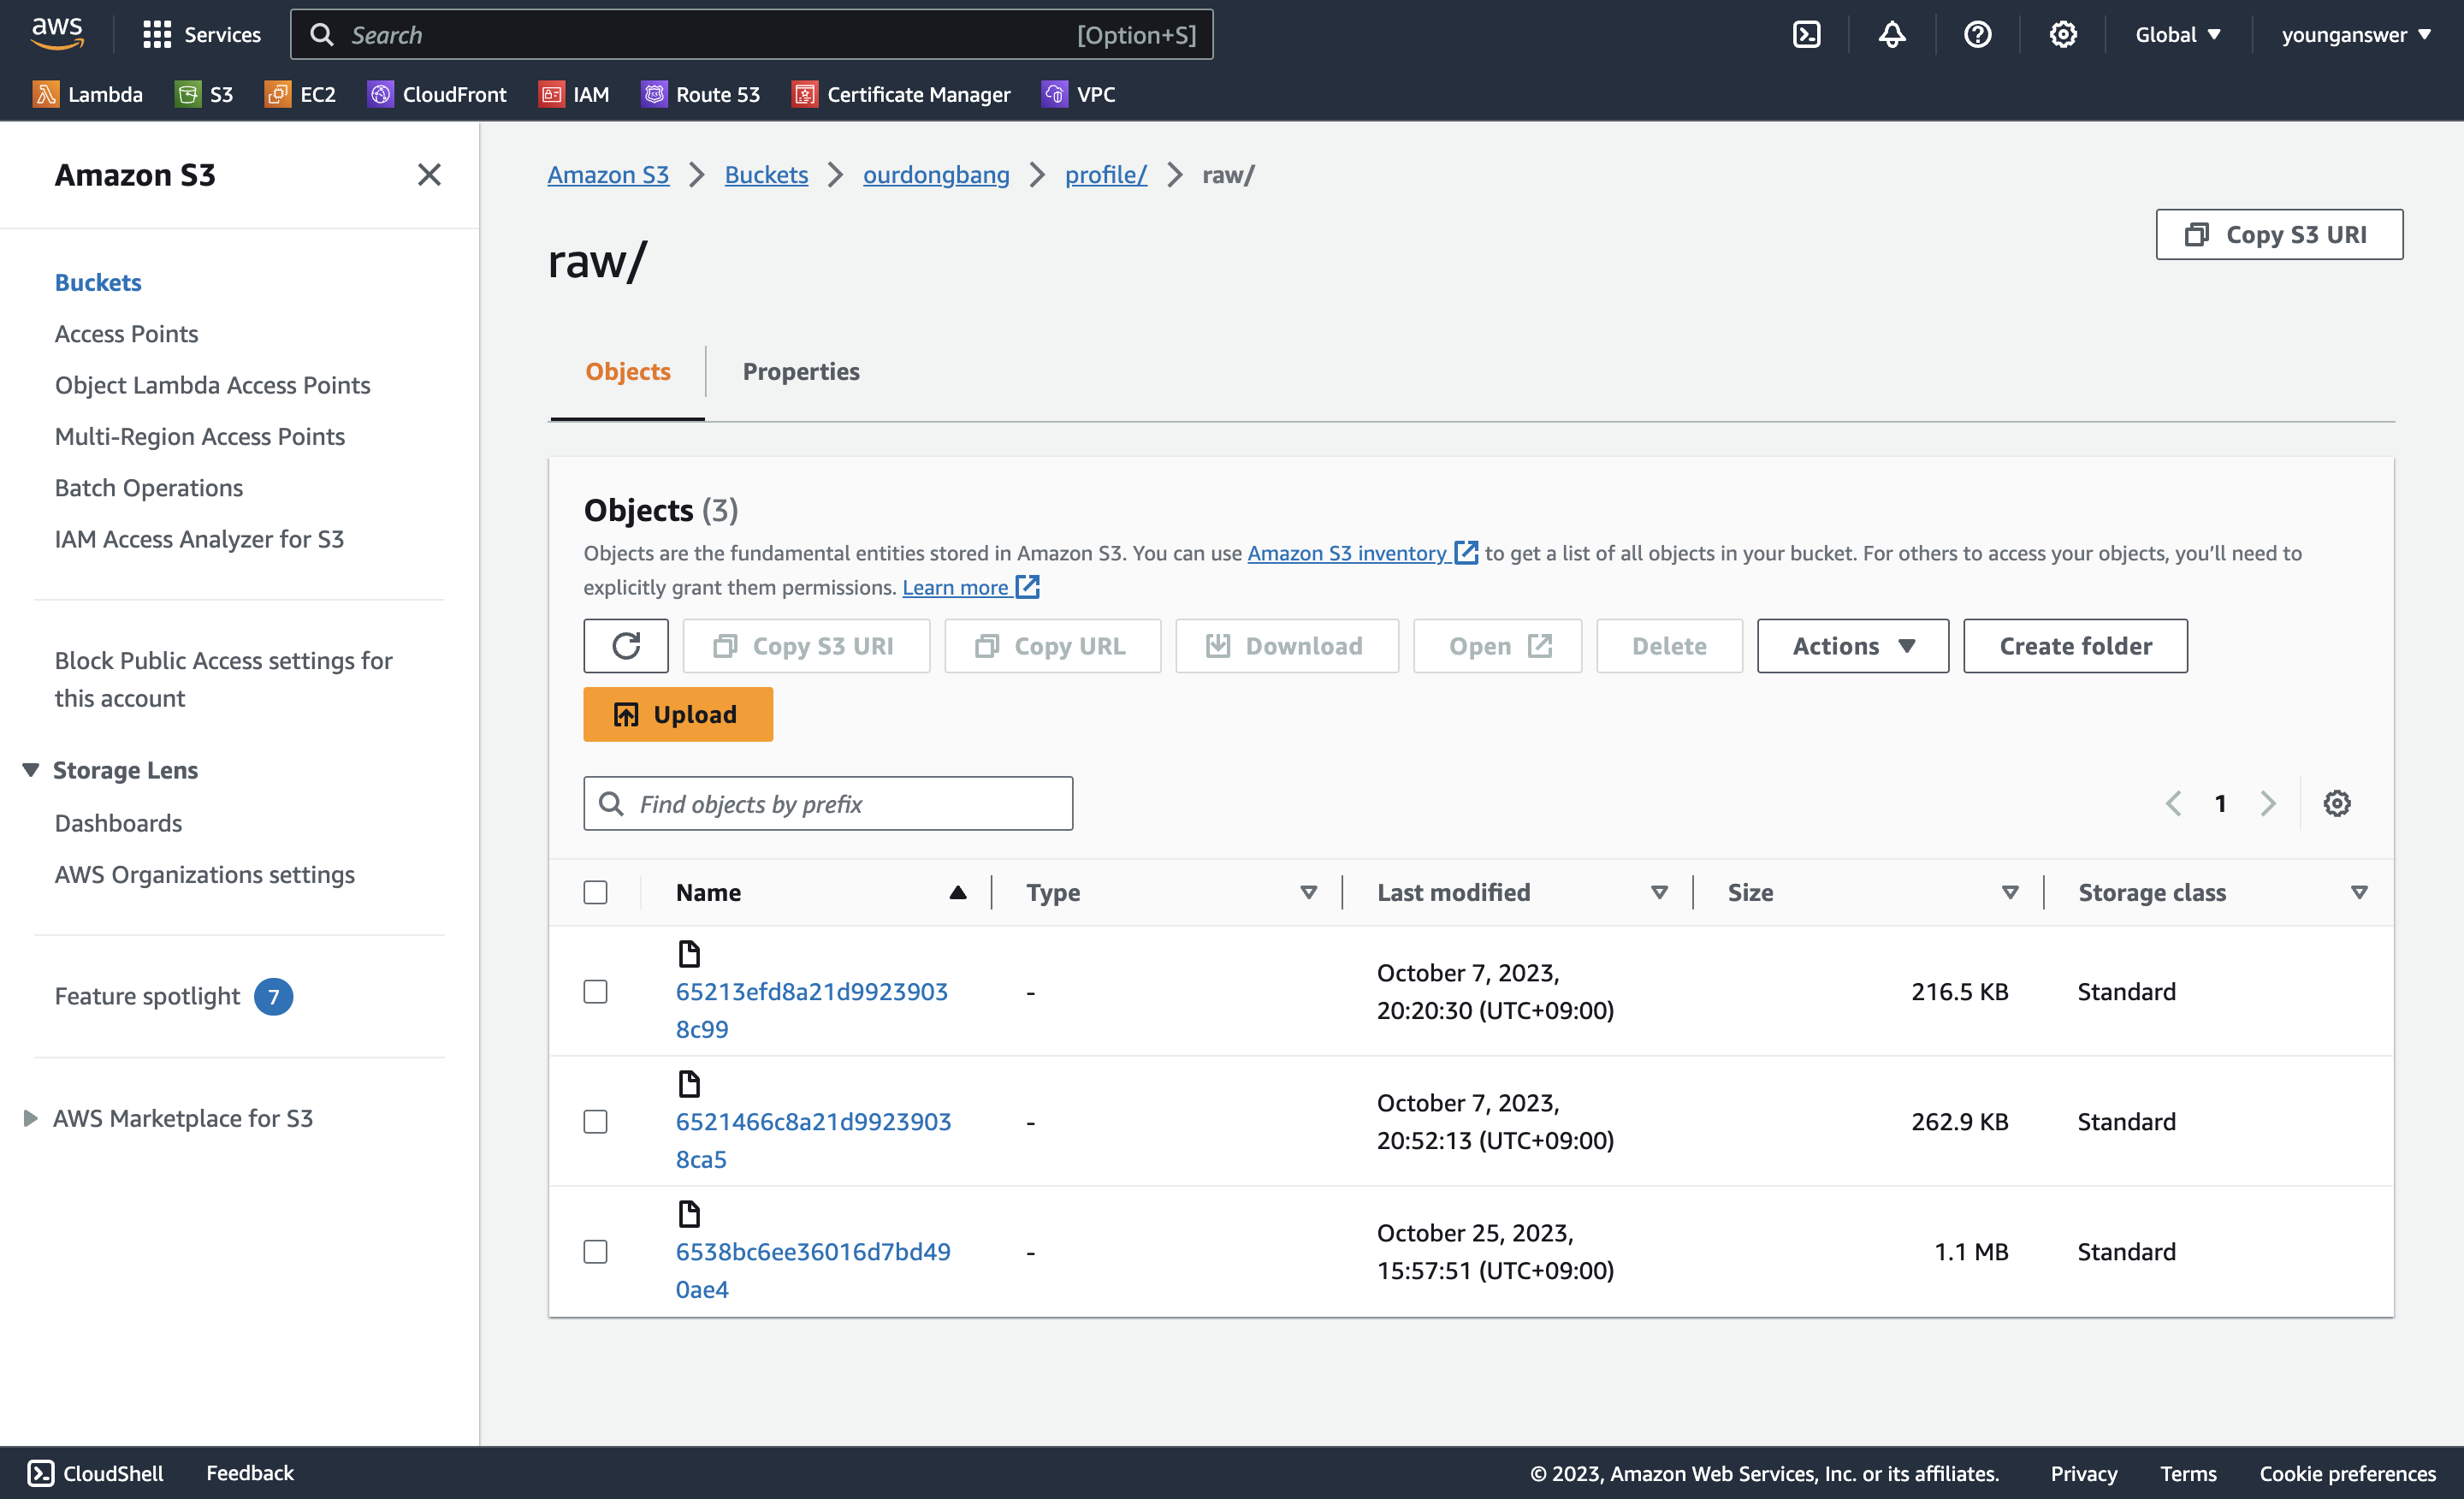 aws
Services
Search
[Option+S]
Global
younganswer
Lambda
S3
EC2
CloudFront
IAM
Route 53
Certificate Manager
VPC
Amazon S3
Buckets
Access Points
Object Lambda Access Points
Multi-Region Access Points
Batch Operations
IAM Access Analyzer for S3
Block Public Access settings for
this account
Storage Lens
Dashboards
AWS Organizations settings
Feature spotlight 7
AWS Marketplace for S3
Amazon S3 > Buckets > ourdongbang > profile/ > raw/
raw/
Copy S3 URI
Objects
Properties
Objects (3)
Objects are the fundamental entities stored in Amazon S3. You can use Amazon S3 inventory to get a list of all objects in your bucket. For others to access your objects, you’ll need to
explicitly grant them permissions. Learn more
Copy S3 URI
Copy URL
Download
Open
Delete
Actions
Create folder
Upload
Find objects by prefix
1
Name
Type
Last modified
Size
Storage class
65213efd8a21d9923903
8c99
-
October 7, 2023,
20:20:30 (UTC+09:00)
216.5 KB
Standard
6521466c8a21d9923903
8ca5
-
October 7, 2023,
20:52:13 (UTC+09:00)
262.9 KB
Standard
6538bc6ee36016d7bd49
0ae4
-
October 25, 2023,
15:57:51 (UTC+09:00)
1.1 MB
Standard
CloudShell
Feedback
© 2023, Amazon Web Services, Inc. or its affiliates.
Privacy
Terms
Cookie preferences